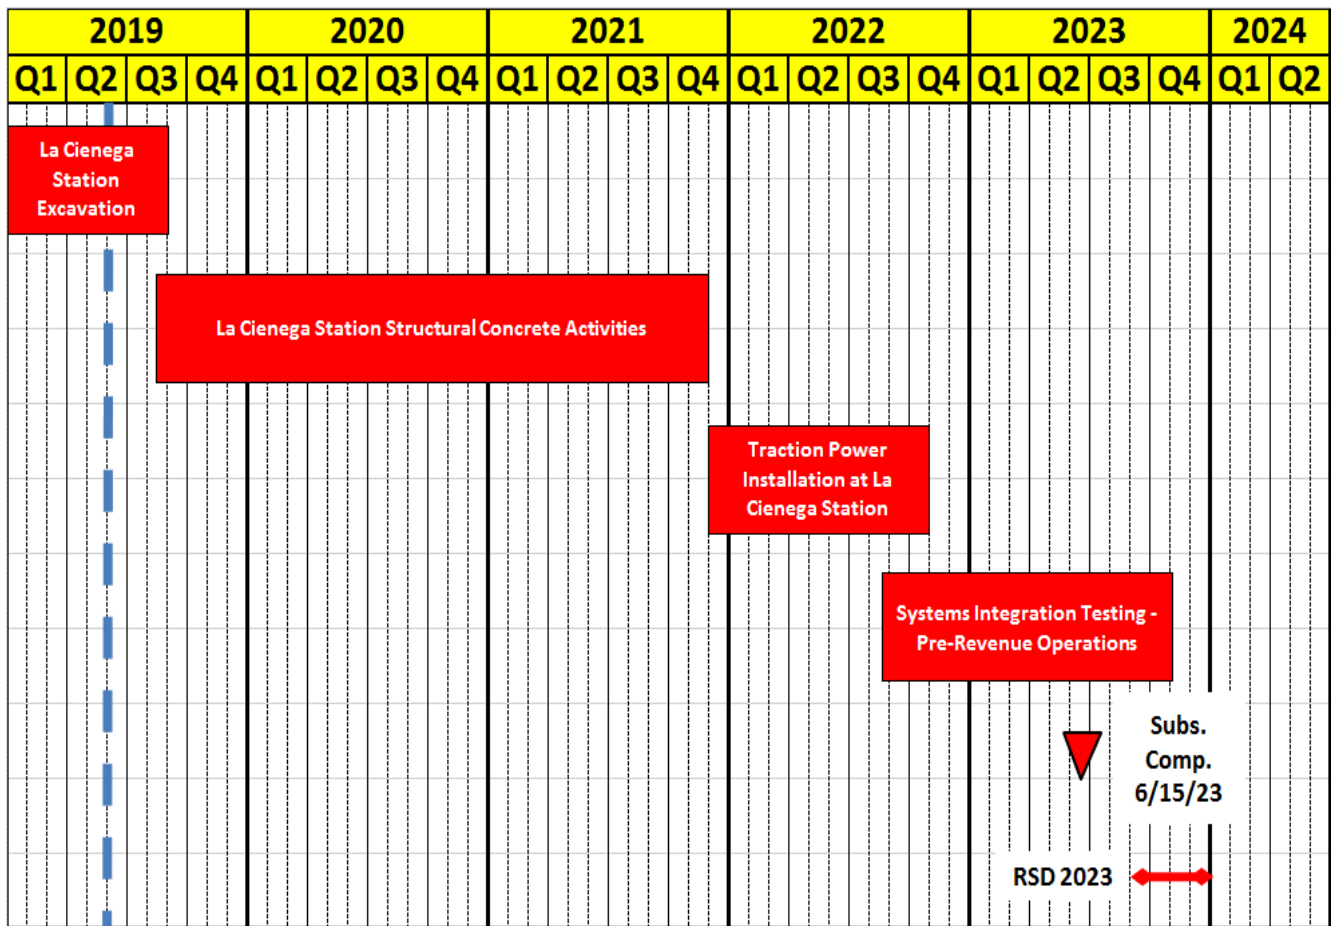 2019 2020 2021 2022 2023 2024
Q1 Q2 Q3 Q4 Q1 Q2 Q3 Q4 Q1 Q2 Q3 Q4 Q1 Q2 Q3 Q4 Q1 Q2 Q3 Q4 Q1 Q2
La Cienega
Station
Excavation
La Cienega Station Structural Concrete Activities
Traction Power
Installation at La
Cienega Station
Systems Integration Testing -
Pre-Revenue Operations
Subs.
Comp.
6/15/23
RSD 2023